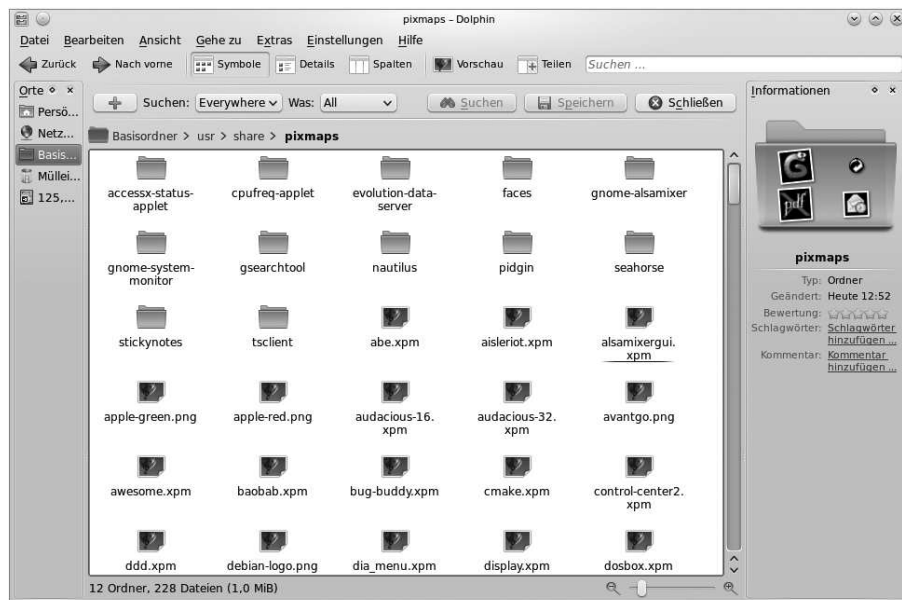 pixmaps – Dolphin
Datei Bearbeiten Ansicht Gehe zu Extras Einstellungen Hilfe
Zurück Nach vorne Symbole Details Spalten Vorschau Teilen Suchen ...
Orte
Persö...
Netz...
Basis...
Müllei...
125,...
Suchen: Everywhere Was: All Suchen Speichern Schließen
Basisordner > usr > share > pixmaps
accessx-status-
applet
cpufreq-applet
evolution-data-
server
faces
gnome-alsamixer
gnome-system-
monitor
gsearchtool
nautilus
pidgin
seahorse
stickynotes
tsclient
abe.xpm
aisleriot.xpm
alsamixergui.
xpm
apple-green.png
apple-red.png
audacious-16.
xpm
audacious-32.
xpm
avantgo.png
awesome.xpm
baobab.xpm
bug-buddy.xpm
cmake.xpm
control-center2.
xpm
ddd.xpm
debian-logo.png
dia_menu.xpm
display.xpm
dosbox.xpm
12 Ordner, 228 Dateien (1,0 MiB)
Informationen
pdf
pixmaps
Typ: Ordner
Geändert: Heute 12:52
Bewertung:
Schlagwörter: Schlagwörter
hinzufügen ...
Kommentar: Kommentar
hinzufügen ...